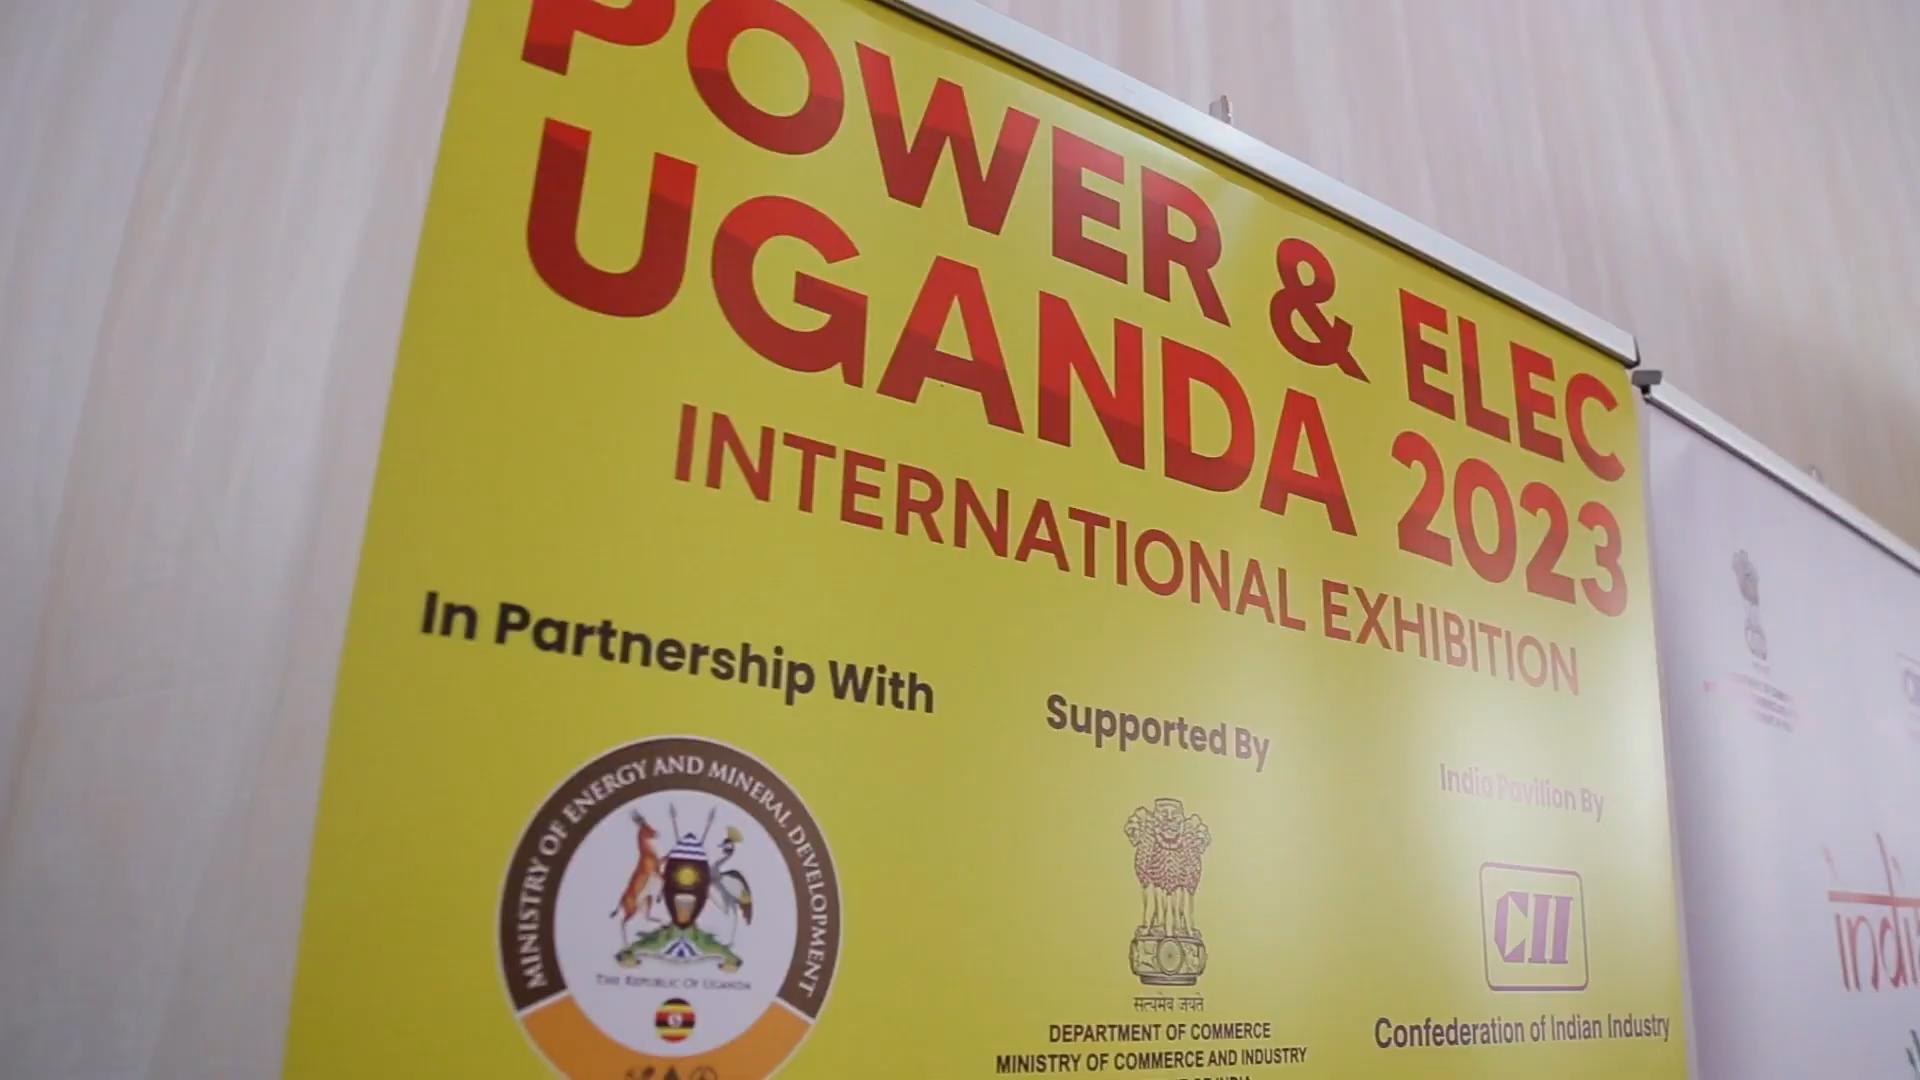 POWER & ELEC
UGANDA 2023
INTERNATIONAL EXHIBITION
In Partnership With
Supported By
India Pavilion By
MINISTRY OF ENERGY AND MINERAL DEVELOPMENT
THE REPUBLIC OF UGANDA
सत्यमेव जयते
DEPARTMENT OF COMMERCE
MINISTRY OF COMMERCE AND INDUSTRY
CII
Confederation of Indian Industry